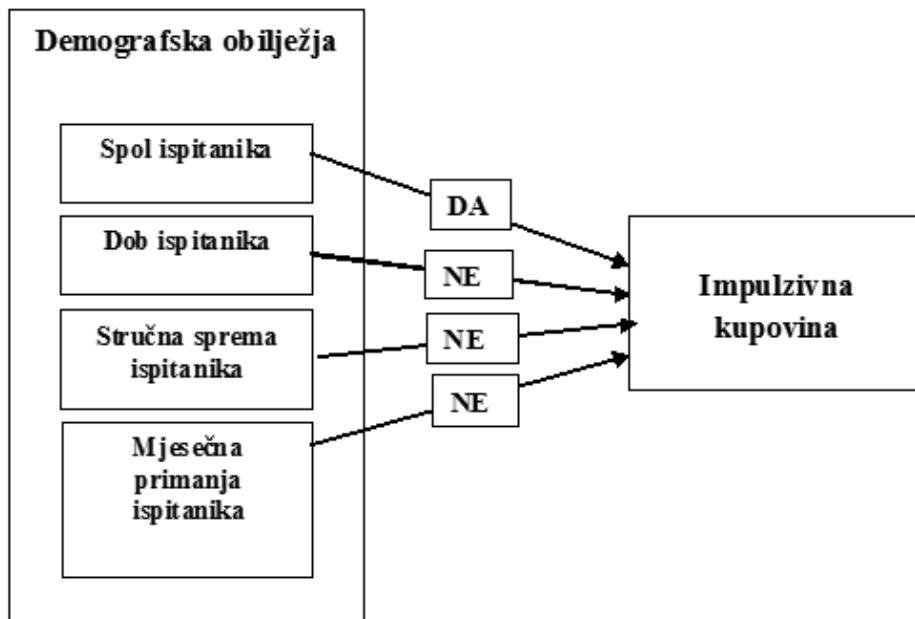 Demografska obilježja
Spol ispitanika
DA
Dob ispitanika
NE
Stručna sprema
ispitanika
NE
Mjesečna
primanja
ispitanika
NE
Impulzivna
kupovina